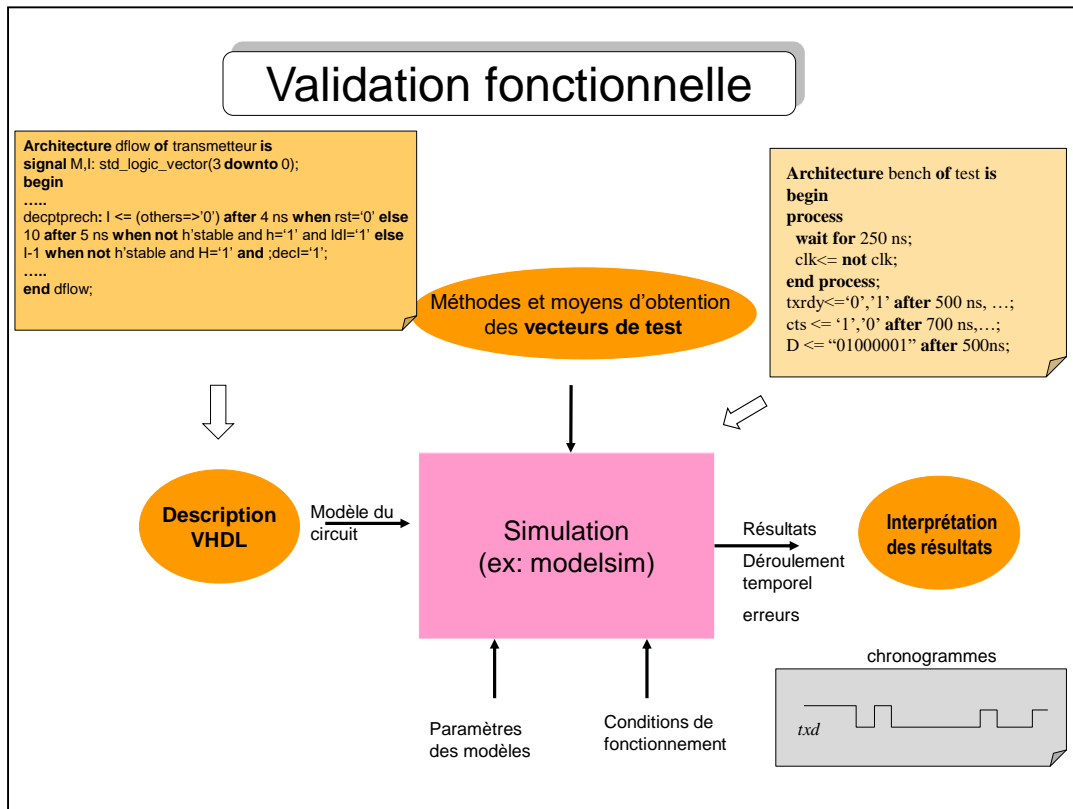 Validation fonctionnelle
Architecture dflow of transmetteur is
signal M,I: std_logic_vector(3 downto 0);
begin
.....
decptprech: I <= (others=>'0') after 4 ns when rst='0' else
10 after 5 ns when not h'stable and h='1' and ldI='1' else
I-1 when not h'stable and H='1' and ;decI='1';
.....
end dflow;
Architecture bench of test is
begin
process
wait for 250 ns;
clk<= not clk;
end process;
txrdy<='0','1' after 500 ns, …;
cts <= '1','0' after 700 ns,…;
D <= “01000001” after 500ns;
Méthodes et moyens d'obtention
des vecteurs de test
Description
VHDL
Modèle du
circuit
Simulation
(ex: modelsim)
Résultats
Déroulement
temporel
erreurs
Interprétation
des résultats
Paramètres
des modèles
Conditions de
fonctionnement
chronogrammes
txd